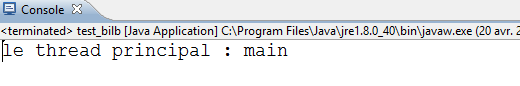 Console
<terminated> test_bilb [Java Application] C:\Program Files\Java\jre1.8.0_40\bin\javaw.exe (20 avr. 2
le thread principal : main